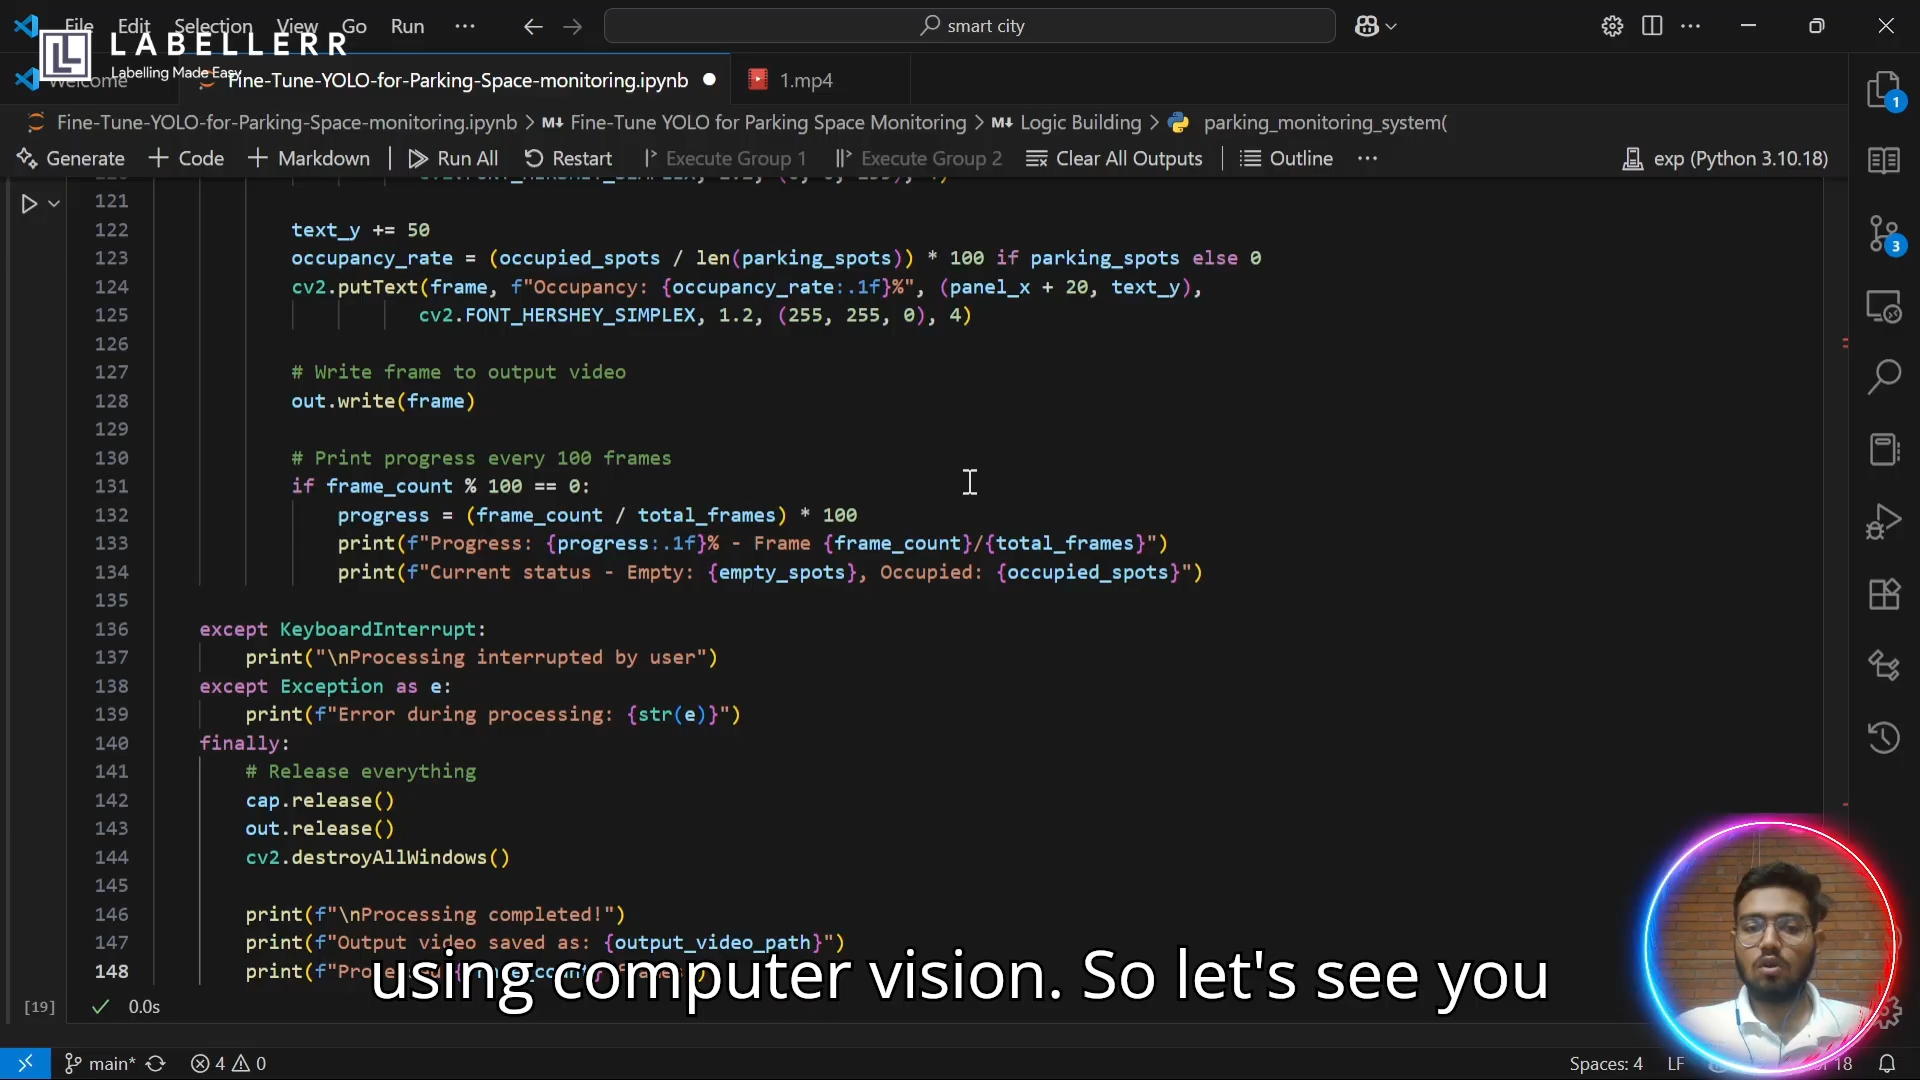 File Edit Selection View Go Run ··· smart city
LABELLERR
Labelling Made Easy
Welcome Fine-Tune-YOLO-for-Parking-Space-monitoring.ipynb 1.mp4
Fine-Tune-YOLO-for-Parking-Space-monitoring.ipynb > M↓ Fine-Tune YOLO for Parking Space Monitoring > M↓ Logic Building > parking_monitoring_system(
Generate + Code + Markdown | Run All Restart Execute Group 1 Execute Group 2 Clear All Outputs | Outline ··· exp (Python 3.10.18)
121
122 text_y += 50
123 occupancy_rate = (occupied_spots / len(parking_spots)) * 100 if parking_spots else 0
124 cv2.putText(frame, f"Occupancy: {occupancy_rate:.1f}%", (panel_x + 20, text_y),
125 cv2.FONT_HERSHEY_SIMPLEX, 1.2, (255, 255, 0), 4)
126
127 # Write frame to output video
128 out.write(frame)
129
130 # Print progress every 100 frames
131 if frame_count % 100 == 0:
132 progress = (frame_count / total_frames) * 100
133 print(f"Progress: {progress:.1f}% - Frame {frame_count}/{total_frames}")
134 print(f"Current status - Empty: {empty_spots}, Occupied: {occupied_spots}")
135
136 except KeyboardInterrupt:
137 print("\nProcessing interrupted by user")
138 except Exception as e:
139 print(f"Error during processing: {str(e)}")
140 finally:
141 # Release everything
142 cap.release()
143 out.release()
144 cv2.destroyAllWindows()
145
146 print(f"\nProcessing completed!")
147 print(f"Output video saved as: {output_video_path}")
148 print(f"
using computer vision. So let's see you
[19] 0.0s
main* 4 0 Spaces: 4 LF
1
3